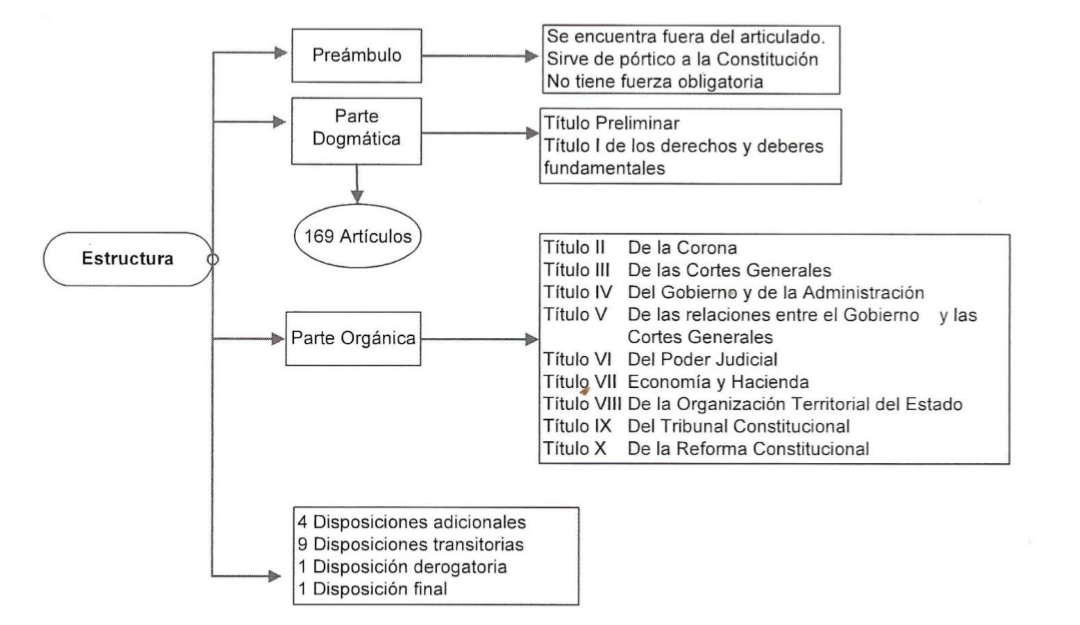 Preámbulo
Se encuentra fuera del articulado.
Sirve de pórtico a la Constitución
No tiene fuerza obligatoria
Parte
Dogmática
Título Preliminar
Título I de los derechos y deberes
fundamentales
169 Artículos
Estructura
Parte Orgánica
Título II De la Corona
Título III De las Cortes Generales
Título IV Del Gobierno y de la Administración
Título V De las relaciones entre el Gobierno y las
Cortes Generales
Título VI Del Poder Judicial
Título VII Economía y Hacienda
Título VIII De la Organización Territorial del Estado
Título IX Del Tribunal Constitucional
Título X De la Reforma Constitucional
4 Disposiciones adicionales
9 Disposiciones transitorias
1 Disposición derogatoria
1 Disposición final